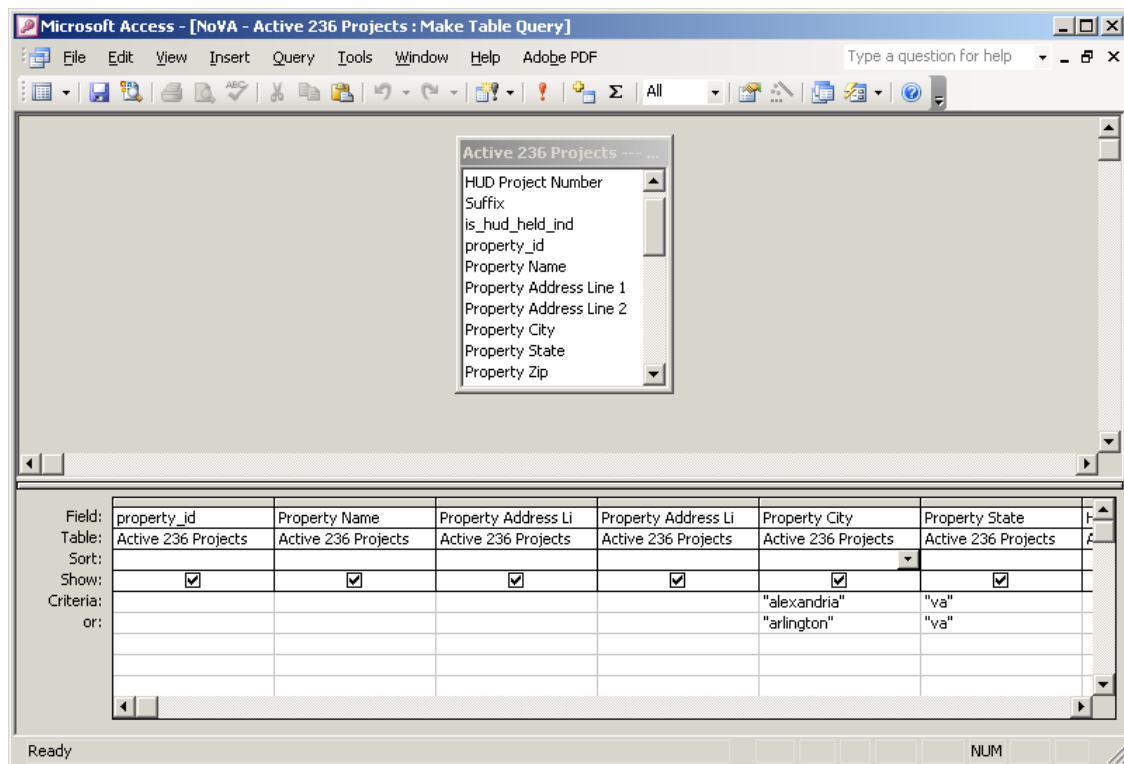 Microsoft Access - [NoVA - Active 236 Projects : Make Table Query]
File Edit View Insert Query Tools Window Help Adobe PDF Type a question for help
ABC Σ All
Active 236 Projects --- ...
HUD Project Number
Suffix
is_hud_held_ind
property_id
Property Name
Property Address Line 1
Property Address Line 2
Property City
Property State
Property Zip
Field: property_id Property Name Property Address Li Property Address Li Property City Property State
Table: Active 236 Projects Active 236 Projects Active 236 Projects Active 236 Projects Active 236 Projects Active 236 Projects
Sort:
Show:
Criteria: "alexandria" "va"
or: "arlington" "va"
Ready NUM